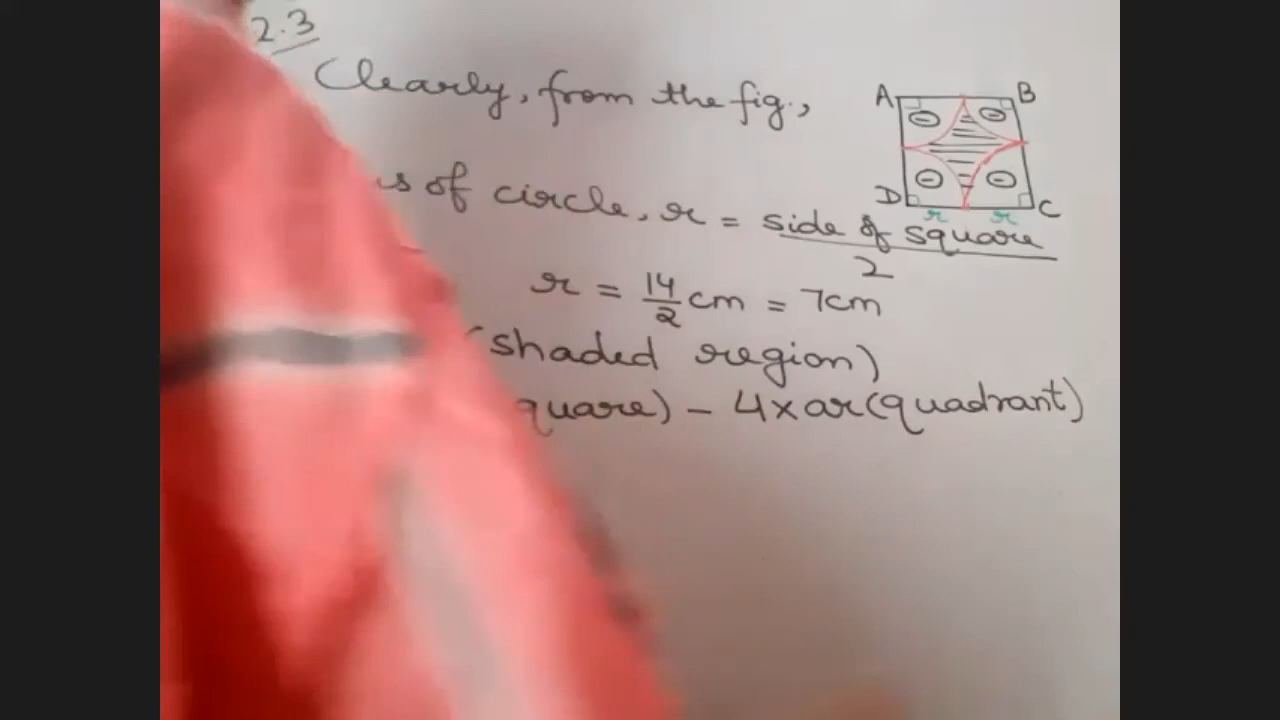 2.3
Clearly, from the fig.,
A B
D C
r r
of circle, r = side of square / 2
r = 14/2 cm = 7cm
(shaded region)
quare) - 4×ar(quadrant)